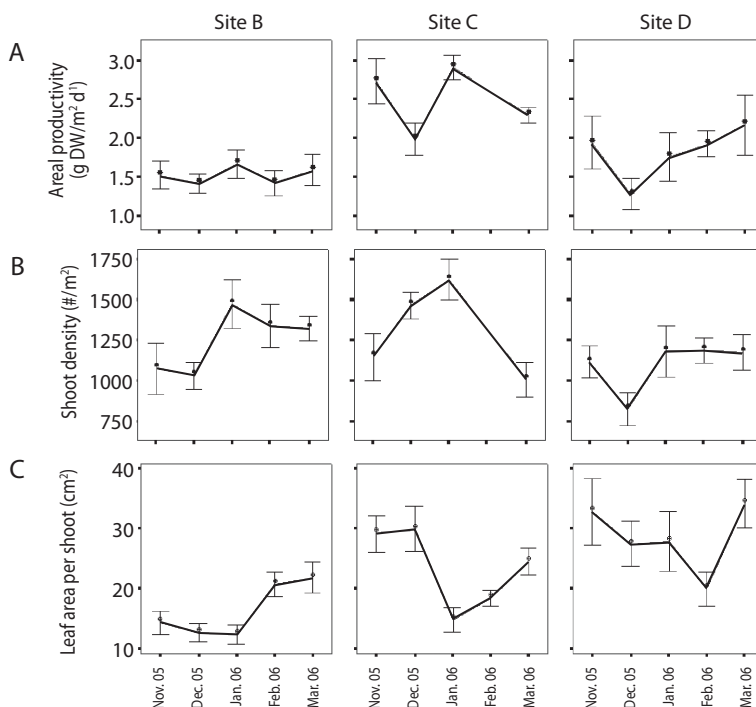 Site B
Site C
Site D
A
Areal productivity
(g DW/m² d¹)
3.0
2.5
2.0
1.5
1.0
B
Shoot density (#/m²)
1750
1500
1250
1000
750
C
Leaf area per shoot (cm²)
40
30
20
10
Nov. 05
Dec. 05
Jan. 06
Feb. 06
Mar. 06
Nov. 05
Dec. 05
Jan. 06
Feb. 06
Mar. 06
Nov. 05
Dec. 05
Jan. 06
Feb. 06
Mar. 06